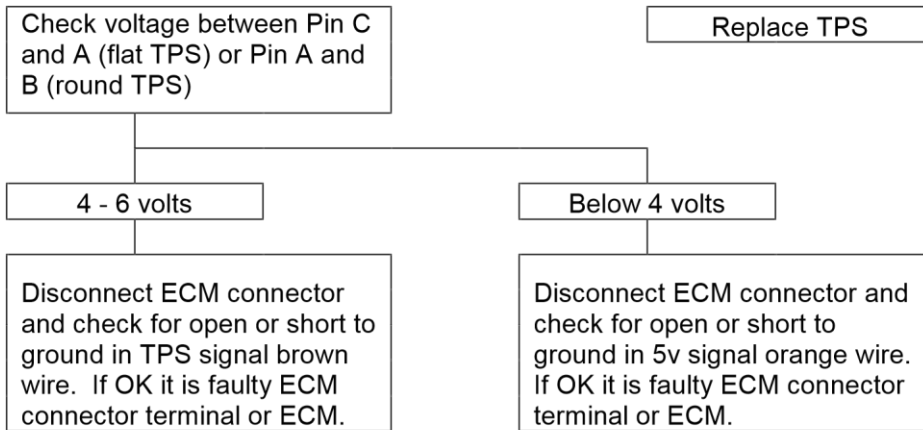 Check voltage between Pin C
and A (flat TPS) or Pin A and
B (round TPS)
Replace TPS
4 - 6 volts
Below 4 volts
Disconnect ECM connector
and check for open or short to
ground in TPS signal brown
wire.  If OK it is faulty ECM
connector terminal or ECM.
Disconnect ECM connector and
check for open or short to
ground in 5v signal orange wire.
If OK it is faulty ECM connector
terminal or ECM.